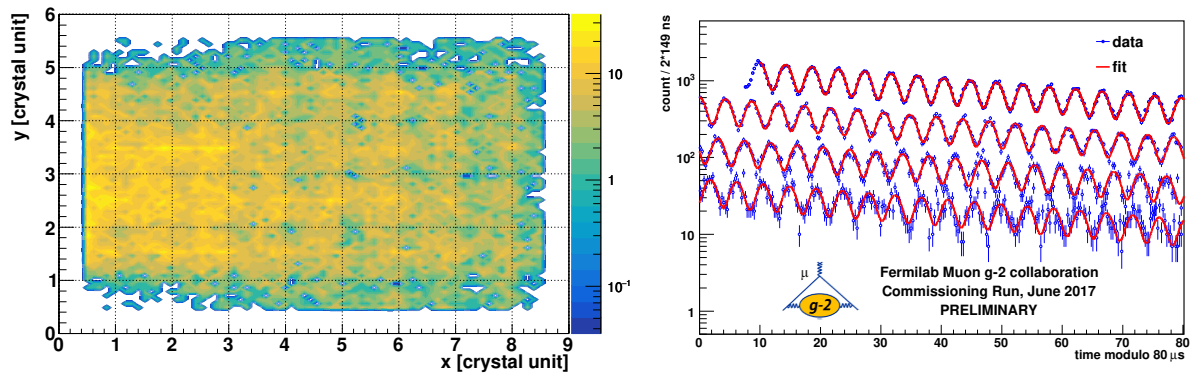 y [crystal unit]
6
5
4
3
2
1
0
0 1 2 3 4 5 6 7 8 9
x [crystal unit]
10
1
10⁻¹
count / 2*149 ns
10³
10²
10
1
data
fit
μ
g-2
Fermilab Muon g-2 collaboration
Commissioning Run, June 2017
PRELIMINARY
0 10 20 30 40 50 60 70 80
time modulo 80 μs